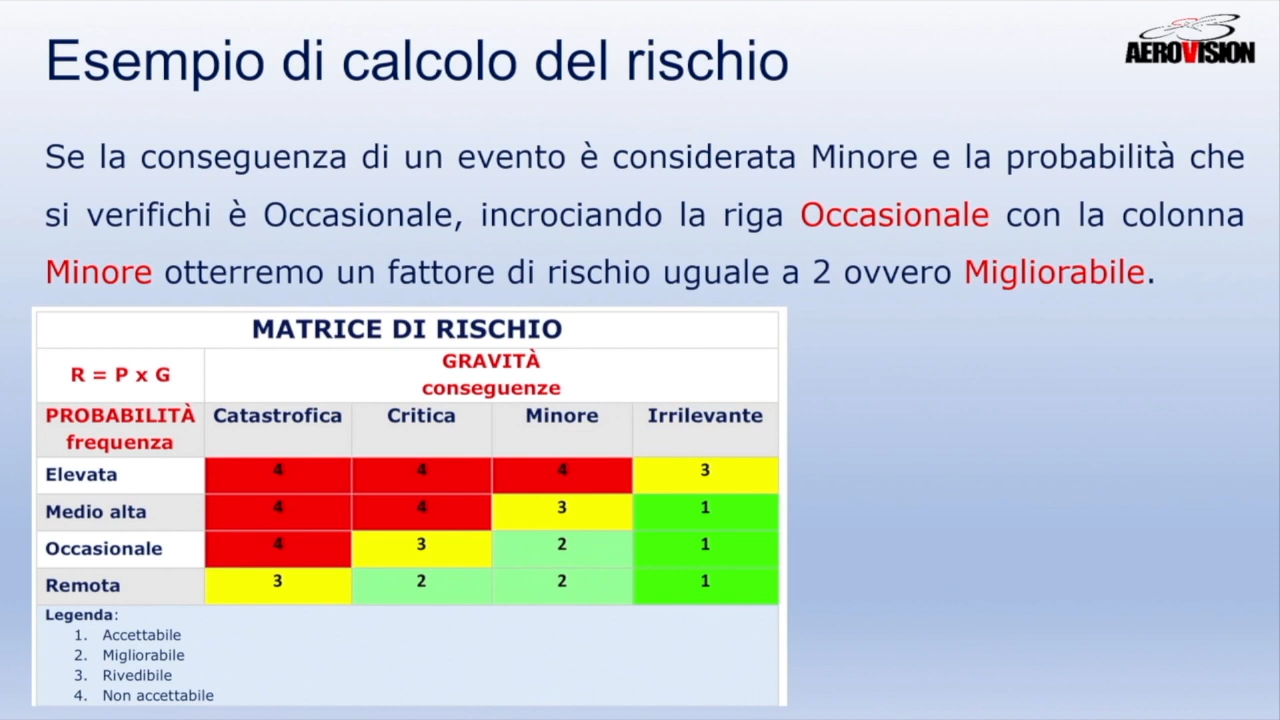 Esempio di calcolo del rischio
AEROVISION
Se la conseguenza di un evento è considerata Minore e la probabilità che
si verifichi è Occasionale, incrociando la riga Occasionale con la colonna
Minore otterremo un fattore di rischio uguale a 2 ovvero Migliorabile.
MATRICE DI RISCHIO
R = P x G
GRAVITÀ
conseguenze
PROBABILITÀ
frequenza
Catastrofica Critica Minore Irrilevante
Elevata 4 4 4 3
Medio alta 4 4 3 1
Occasionale 4 3 2 1
Remota 3 2 2 1
Legenda:
1. Accettabile
2. Migliorabile
3. Rivedibile
4. Non accettabile